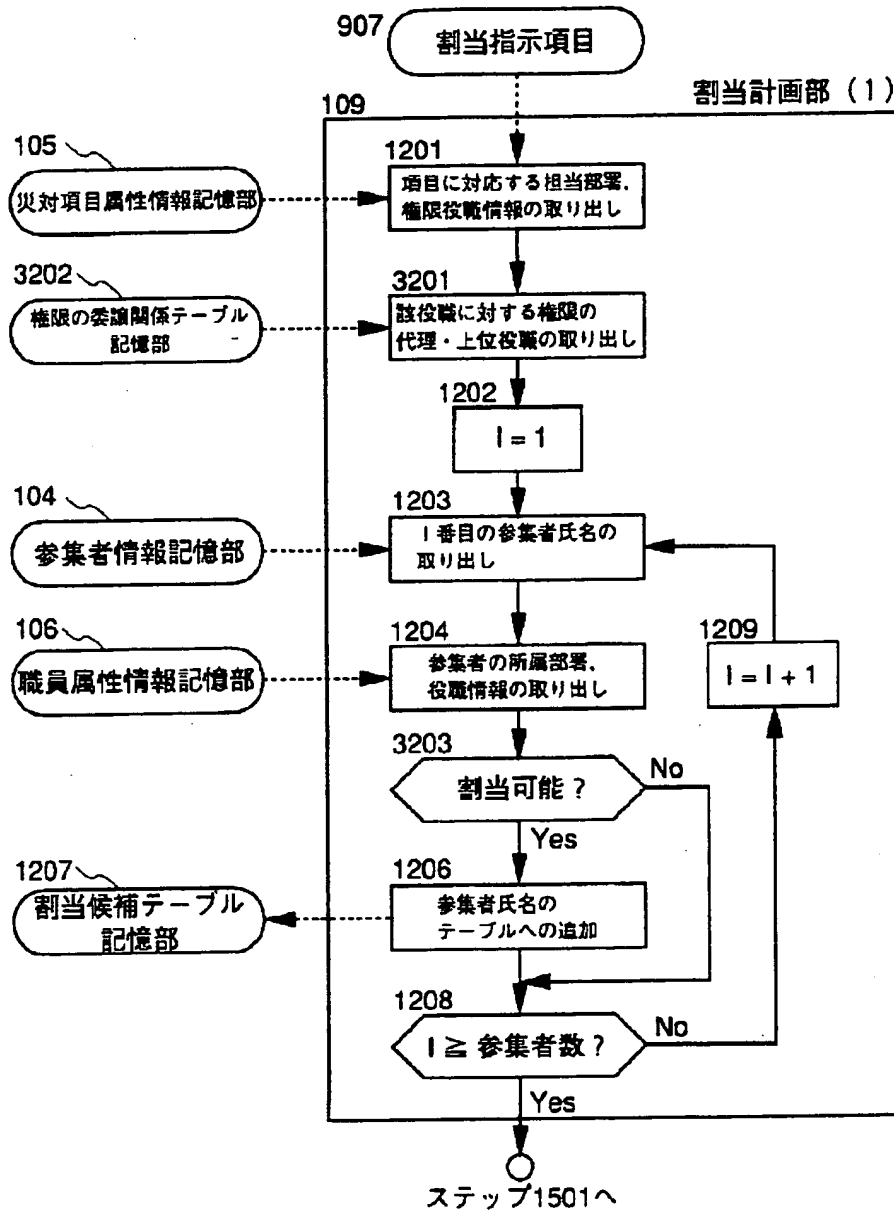 907
割当指示項目
割当計画部(1)
109
105
災対項目属性情報記憶部
1201
項目に対応する担当部署,
権限役職情報の取り出し
3202
権限の委譲関係テーブル
記憶部
3201
該役職に対する権限の
代理・上位役職の取り出し
1202
I = 1
104
参集者情報記憶部
1203
I番目の参集者氏名の
取り出し
106
職員属性情報記憶部
1204
参集者の所属部署,
役職情報の取り出し
1209
I = I + 1
3203
割当可能?
No
Yes
1207
割当候補テーブル
記憶部
1206
参集者氏名の
テーブルへの追加
1208
I ≧ 参集者数?
No
Yes
ステップ1501へ